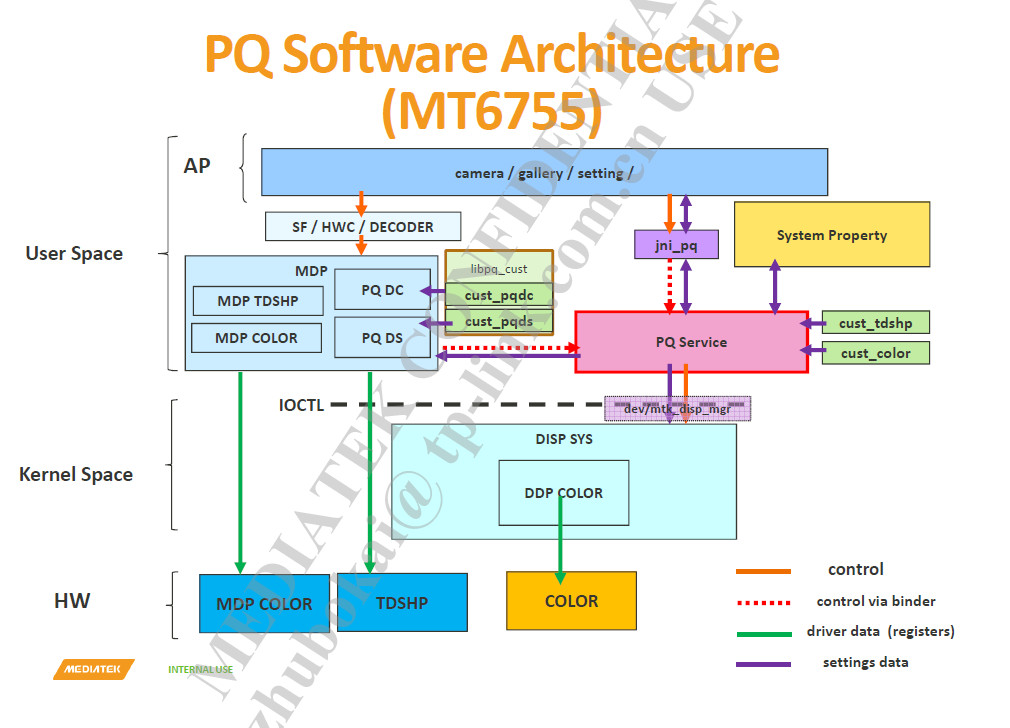 PQ Software Architecture
(MT6755)
AP
camera / gallery / setting /
SF / HWC / DECODER
jni_pq
System Property
User Space
MDP
MDP TDSHP
MDP COLOR
PQ DC
PQ DS
libpq_cust
cust_pqdc
cust_pqds
PQ Service
cust_tdshp
cust_color
IOCTL
dev/mtk_disp_mgr
Kernel Space
DISP SYS
DDP COLOR
HW
MDP COLOR
TDSHP
COLOR
control
control via binder
driver data (registers)
settings data
MEDIATEK
INTERNAL USE
MEDIATEK CONFIDENTIA
zhubokai@ tp-link.com.cn USE